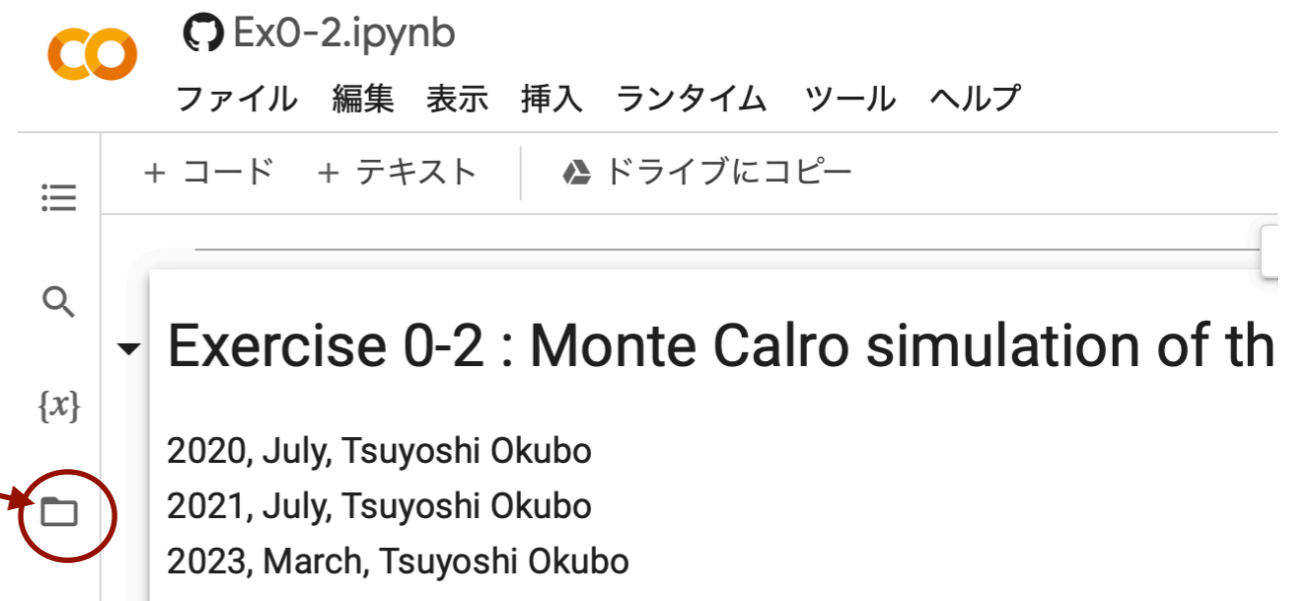 Ex0-2.ipynb
ファイル 編集 表示 挿入 ランタイム ツール ヘルプ
+ コード + テキスト ドライブにコピー
Exercise 0-2 : Monte Calro simulation of th
{x}
2020, July, Tsuyoshi Okubo
2021, July, Tsuyoshi Okubo
2023, March, Tsuyoshi Okubo